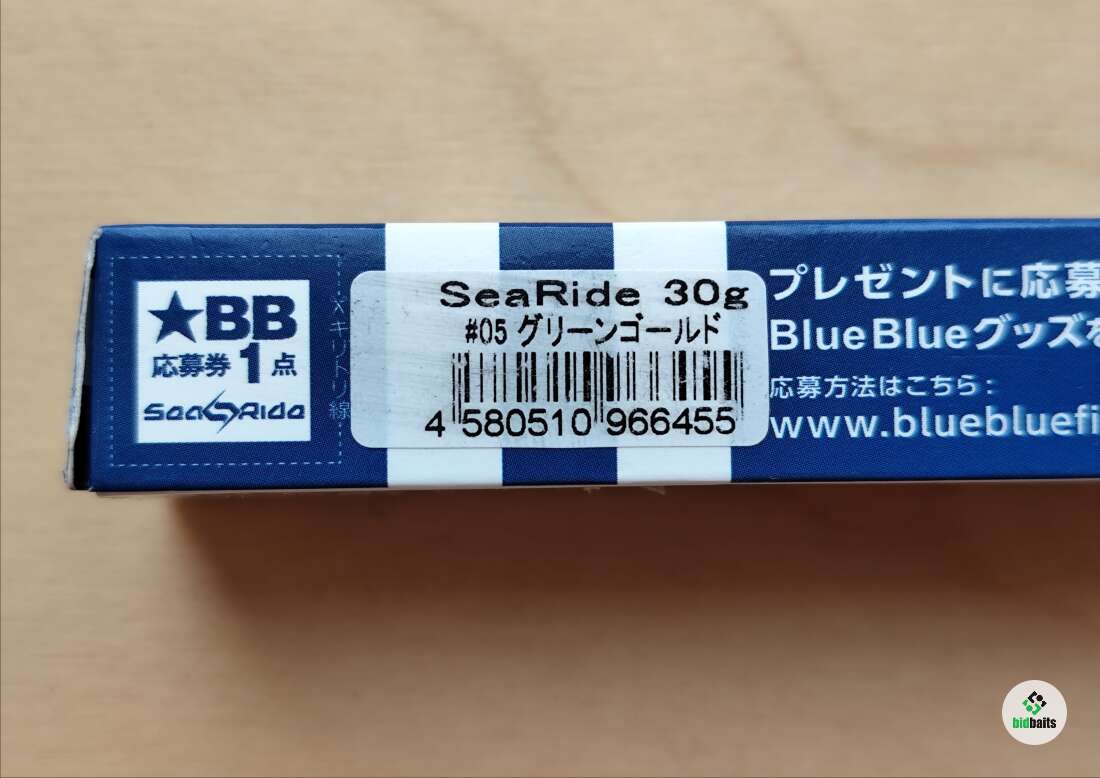 ★BB
応募券1点
SeaRide
×キリトリ線
SeaRide 30g
#05 グリーンゴールド
4 580510 966455
プレゼントに応募
BlueBlueグッズを
応募方法はこちら:
www.bluebluefi
bidbaits